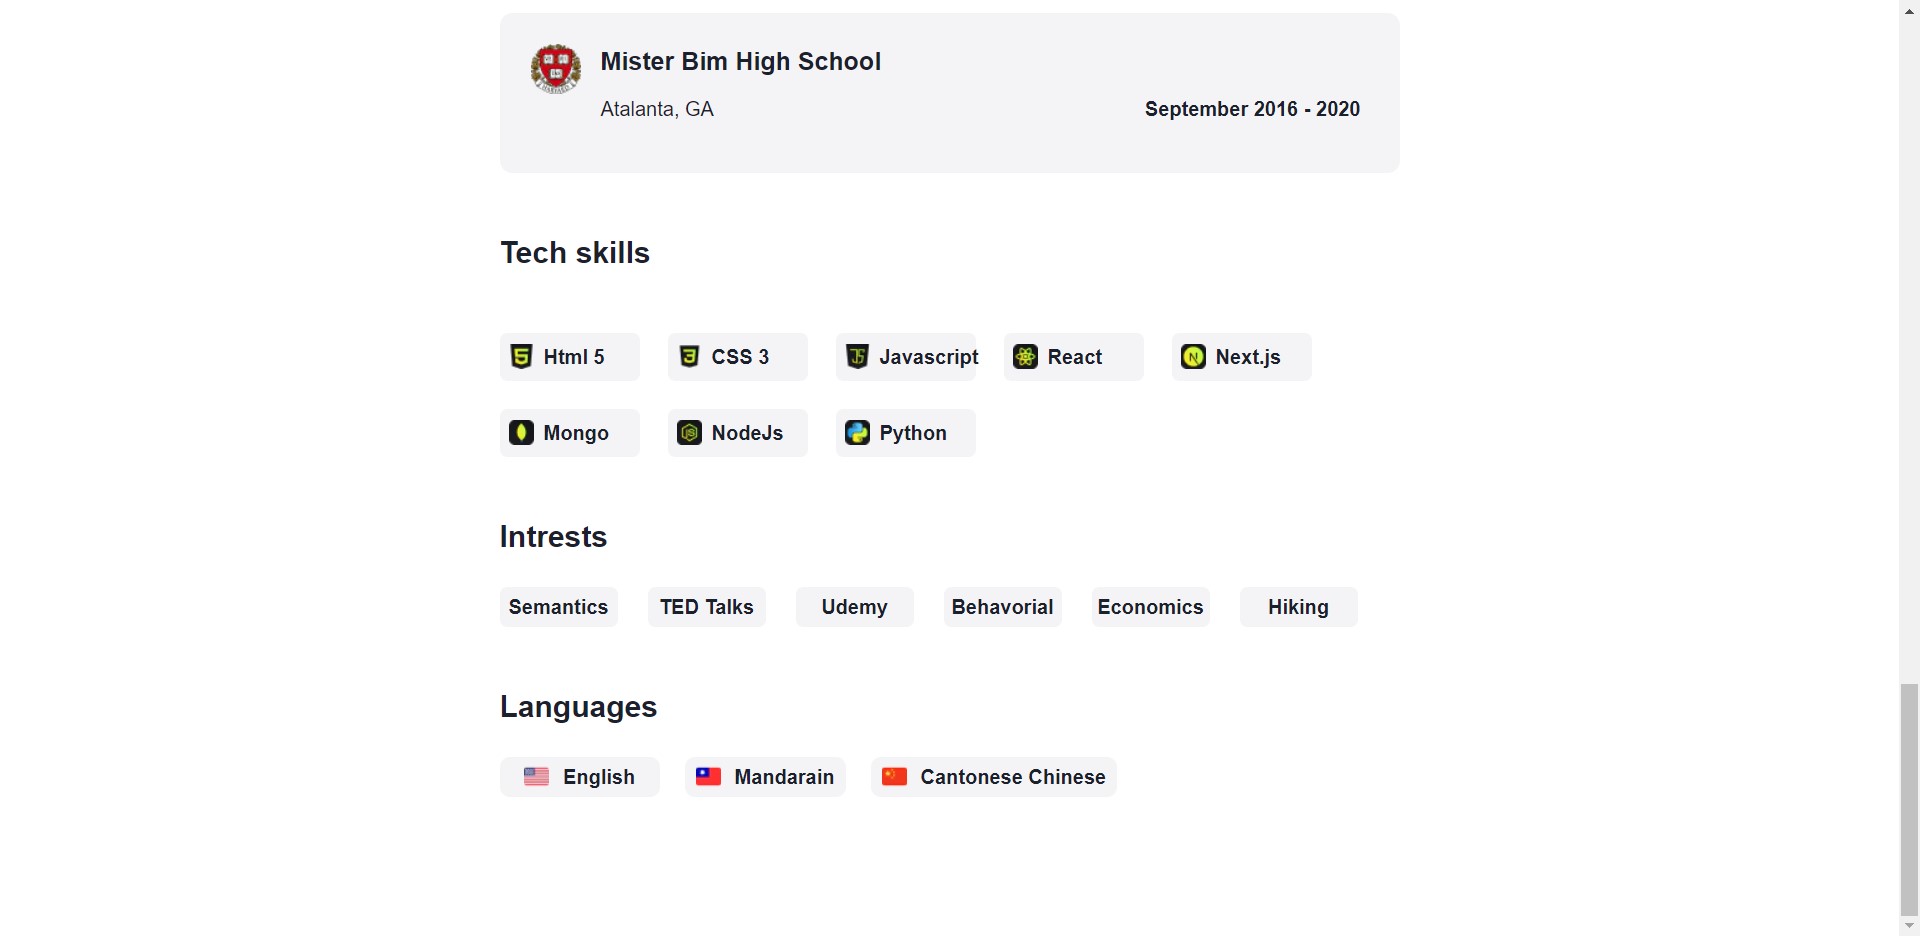 Mister Bim High School
Atalanta, GA
September 2016 - 2020
Tech skills
Html 5
CSS 3
Javascript
React
Next.js
Mongo
NodeJs
Python
Intrests
Semantics
TED Talks
Udemy
Behavorial
Economics
Hiking
Languages
English
Mandarain
Cantonese Chinese